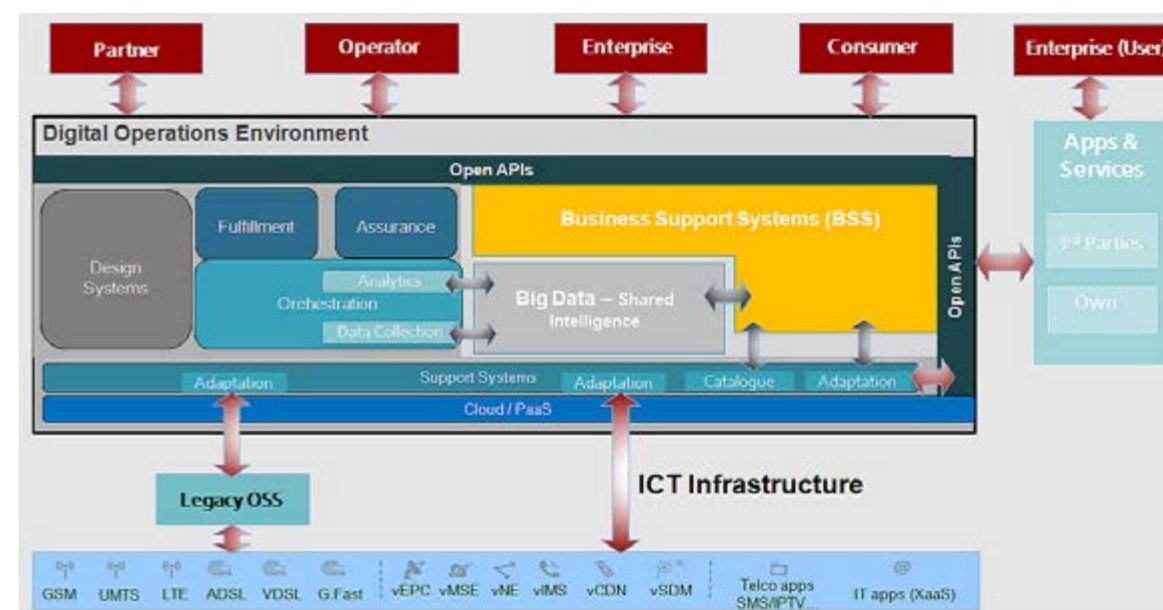 Partner
Operator
Enterprise
Consumer
Enterprise (User)
Digital Operations Environment
Open APIs
Apps &
Services
3rd Parties
Own
Design
Systems
Fulfillment
Assurance
Analytics
Orchestration
Data Collection
Business Support Systems (BSS)
Big Data – Shared
Intelligence
Open APIs
Adaptation
Support Systems
Adaptation
Catalogue
Adaptation
Cloud / PaaS
Legacy OSS
ICT Infrastructure
GSM
UMTS
LTE
ADSL
VDSL
G.Fast
vEPC
vMSE
vNE
vIMS
vCDN
vSDM
Telco apps
SMS/IPTV...
IT apps (XaaS)